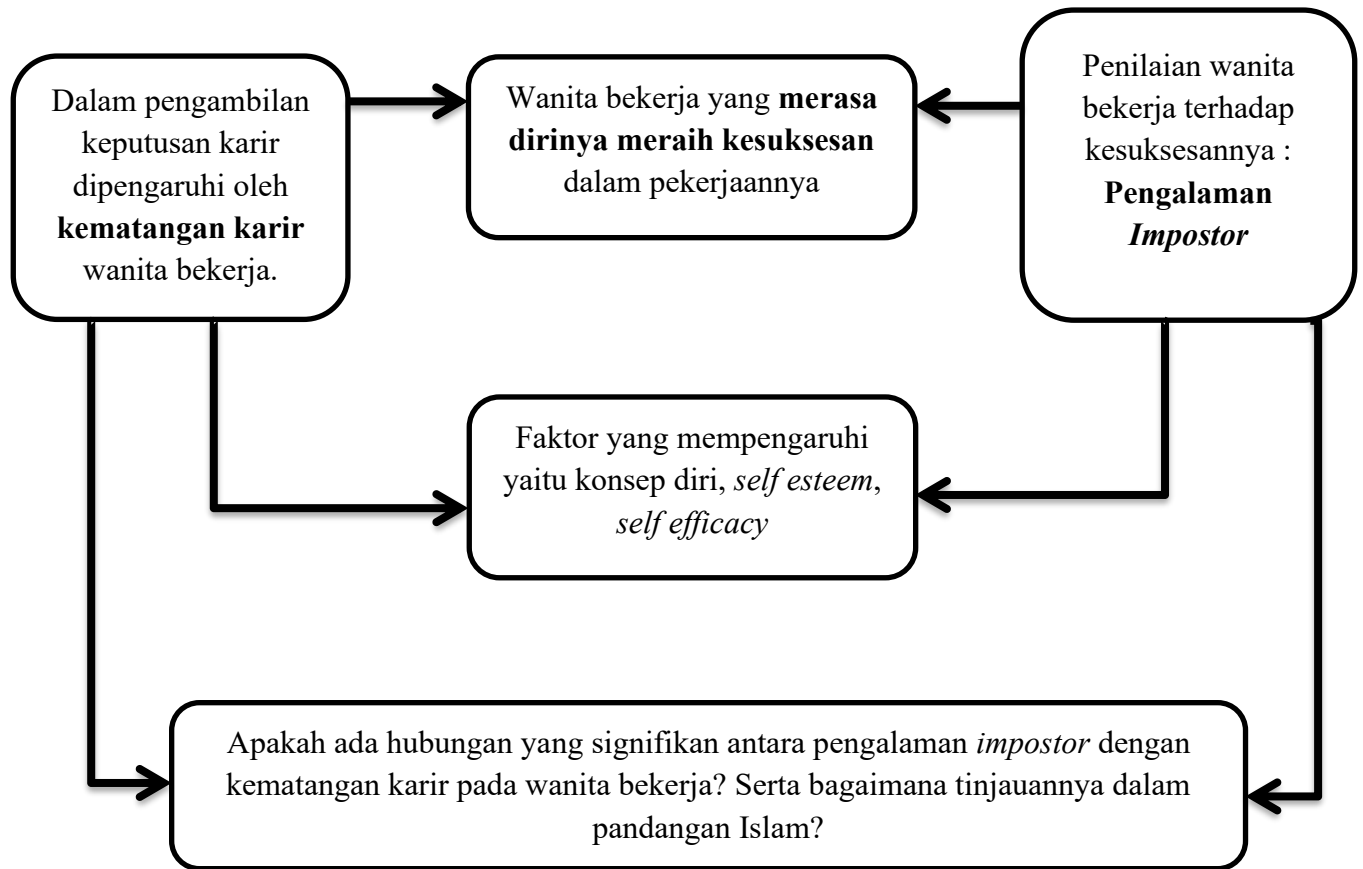 Dalam pengambilan
keputusan karir
dipengaruhi oleh
kematangan karir
wanita bekerja.
Wanita bekerja yang merasa
dirinya meraih kesuksesan
dalam pekerjaannya
Penilaian wanita
bekerja terhadap
kesuksesannya :
Pengalaman
Impostor
Faktor yang mempengaruhi
yaitu konsep diri, self esteem,
self efficacy
Apakah ada hubungan yang signifikan antara pengalaman impostor dengan
kematangan karir pada wanita bekerja? Serta bagaimana tinjauannya dalam
pandangan Islam?